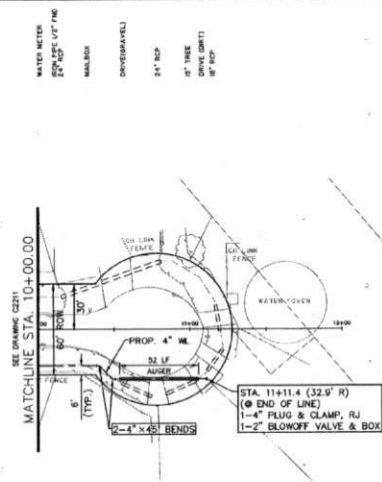 WATER METER
IRON PIPE 1/2" FND
24" RCP
MAILBOX
DRIVE(GRAVEL)
24" RCP
15" TREE
DRIVE (DIRT)
18" RCP
SEE DRAWING C2211
MATCHLINE STA. 10+00.00
60' ROW
30'
CH LINK
FENCE
CH LINK
FENCE
11+00
12+00
WATER TOWER
PROP. 4" WL
52 LF
AUGER
FENCE
6'
(TYP.)
2-4" x45° BENDS
STA. 11+11.4 (32.9' R)
(@ END OF LINE)
1-4" PLUG & CLAMP, RJ
1-2" BLOWOFF VALVE & BOX